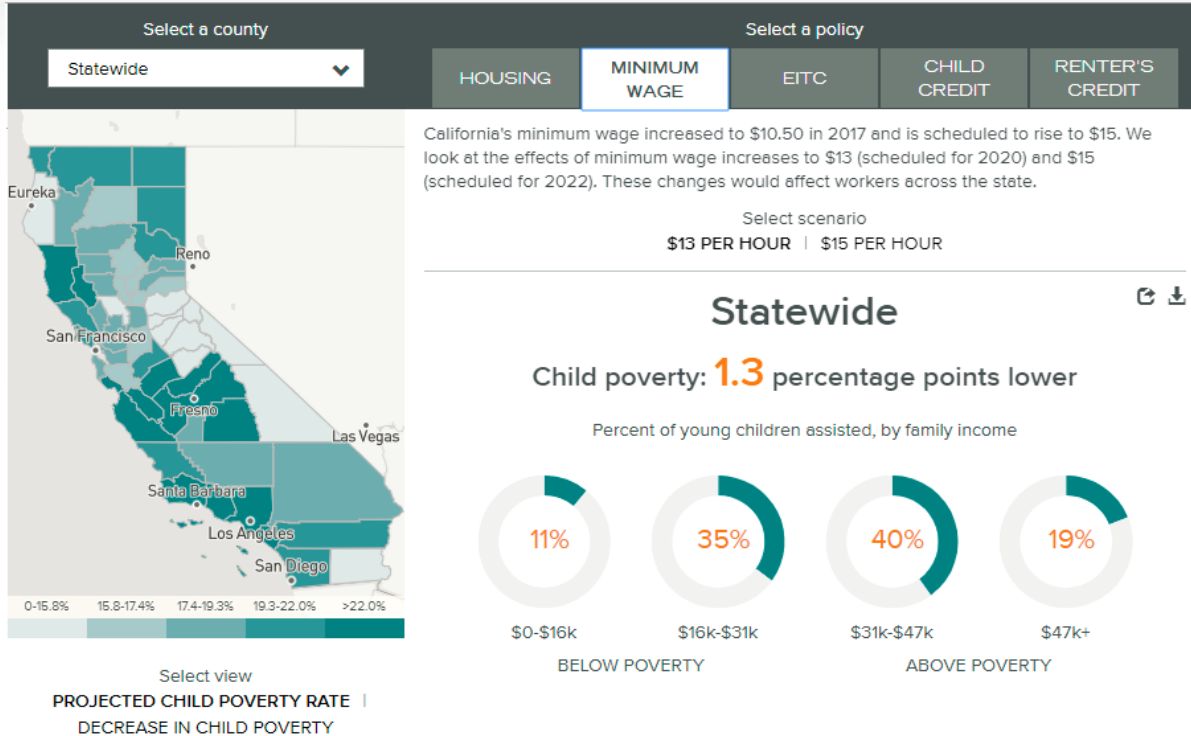 Select a county
Statewide
Select a policy
HOUSING
MINIMUM
WAGE
EITC
CHILD
CREDIT
RENTER'S
CREDIT
Eureka
Reno
San Francisco
Fresno
Las Vegas
Santa Barbara
Los Angeles
San Diego
0-15.8% 15.8-17.4% 17.4-19.3% 19.3-22.0% >22.0%
Select view
PROJECTED CHILD POVERTY RATE |
DECREASE IN CHILD POVERTY
California's minimum wage increased to $10.50 in 2017 and is scheduled to rise to $15. We
look at the effects of minimum wage increases to $13 (scheduled for 2020) and $15
(scheduled for 2022). These changes would affect workers across the state.
Select scenario
$13 PER HOUR | $15 PER HOUR
Statewide
Child poverty: 1.3 percentage points lower
Percent of young children assisted, by family income
11% 35% 40% 19%
$0-$16k $16k-$31k $31k-$47k $47k+
BELOW POVERTY ABOVE POVERTY